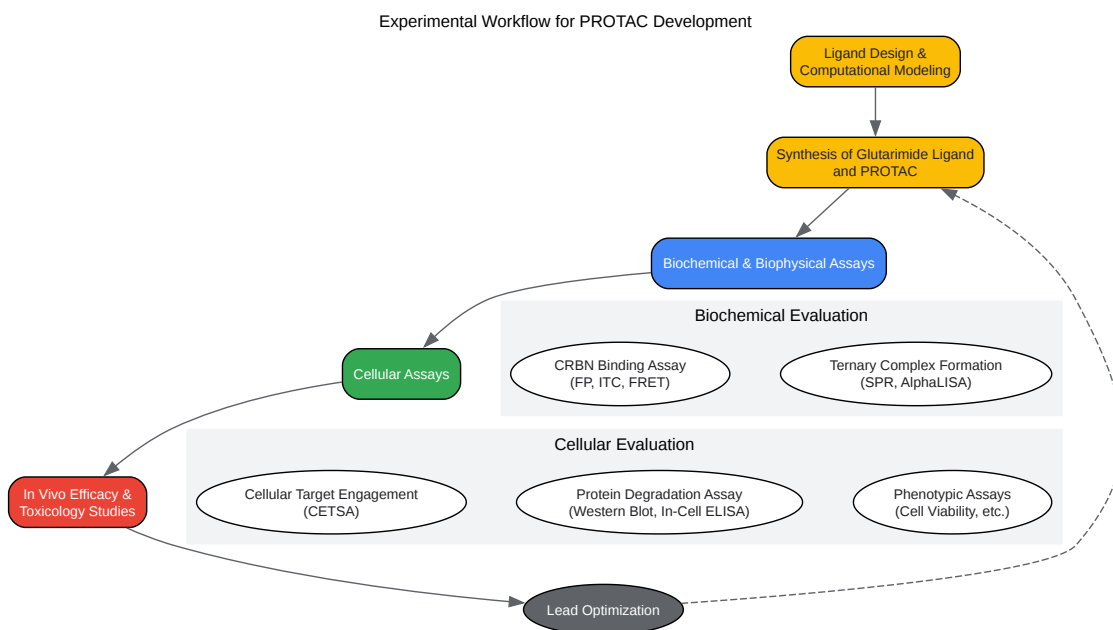 Experimental Workflow for PROTAC Development
Ligand Design &
Computational Modeling
Synthesis of Glutarimide Ligand
and PROTAC
Biochemical & Biophysical Assays
Biochemical Evaluation
CRBN Binding Assay
(FP, ITC, FRET)
Ternary Complex Formation
(SPR, AlphaLISA)
Cellular Assays
Cellular Evaluation
Cellular Target Engagement
(CETSA)
Protein Degradation Assay
(Western Blot, In-Cell ELISA)
Phenotypic Assays
(Cell Viability, etc.)
In Vivo Efficacy &
Toxicology Studies
Lead Optimization